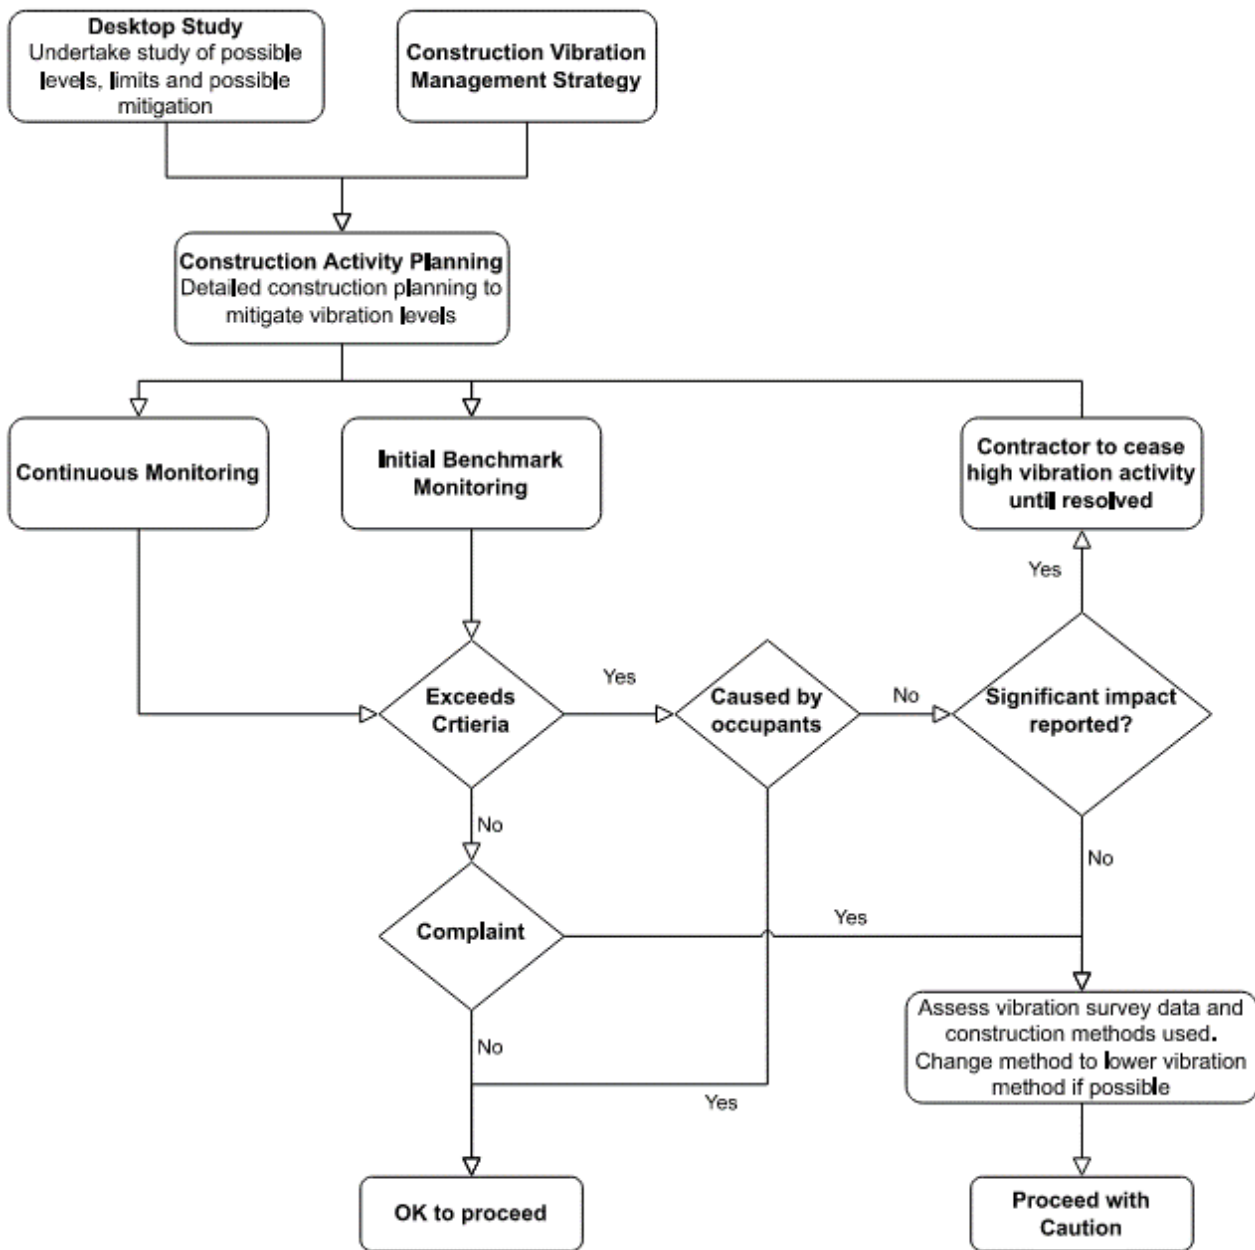 Desktop Study
Undertake study of possible
levels, limits and possible
mitigation
Construction Vibration
Management Strategy
Construction Activity Planning
Detailed construction planning to
mitigate vibration levels
Continuous Monitoring
Initial Benchmark
Monitoring
Contractor to cease
high vibration activity
until resolved
Yes
Exceeds
Crtieria
Yes
Caused by
occupants
No
Significant impact
reported?
No
No
Complaint
Yes
Assess vibration survey data and
construction methods used.
Change method to lower vibration
method if possible
No
Yes
OK to proceed
Proceed with
Caution